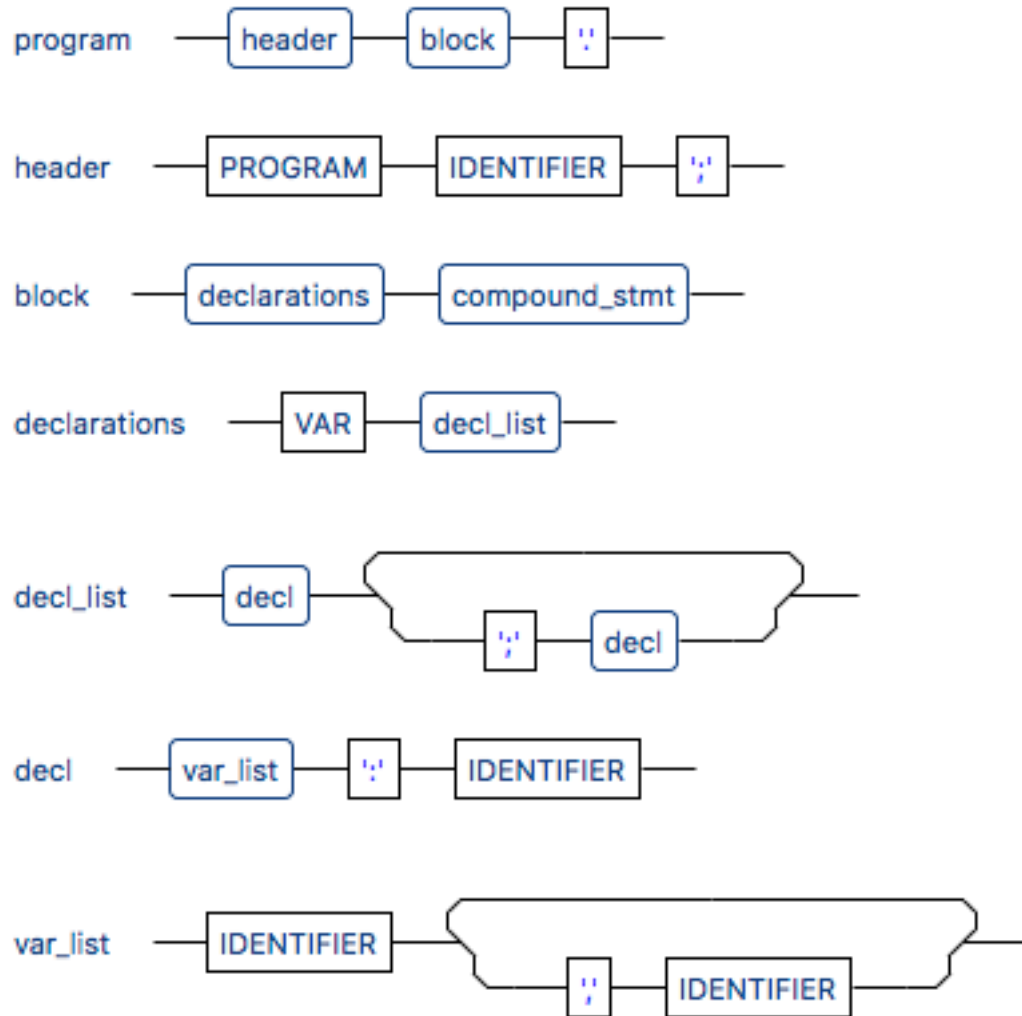 program header block '.'
header PROGRAM IDENTIFIER ';'
block declarations compound_stmt
declarations VAR decl_list
decl_list decl
';' decl
decl var_list ':' IDENTIFIER
var_list IDENTIFIER
',' IDENTIFIER